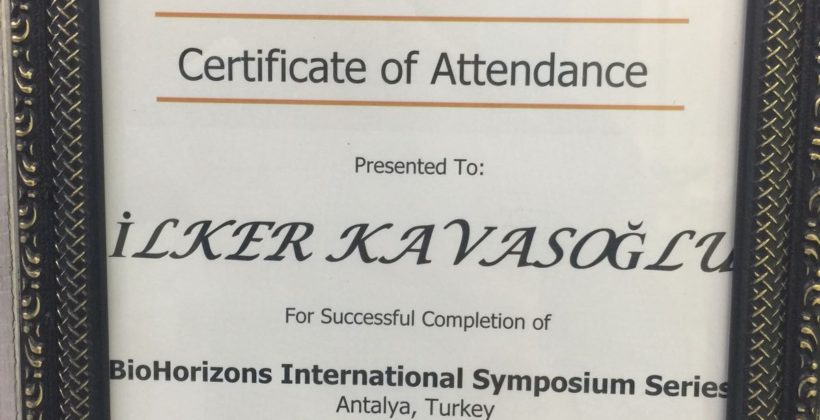 Certificate of Attendance
Presented To:
İLKER KAVASOĞLU
For Successful Completion of
BioHorizons International Symposium Series
Antalya, Turkey